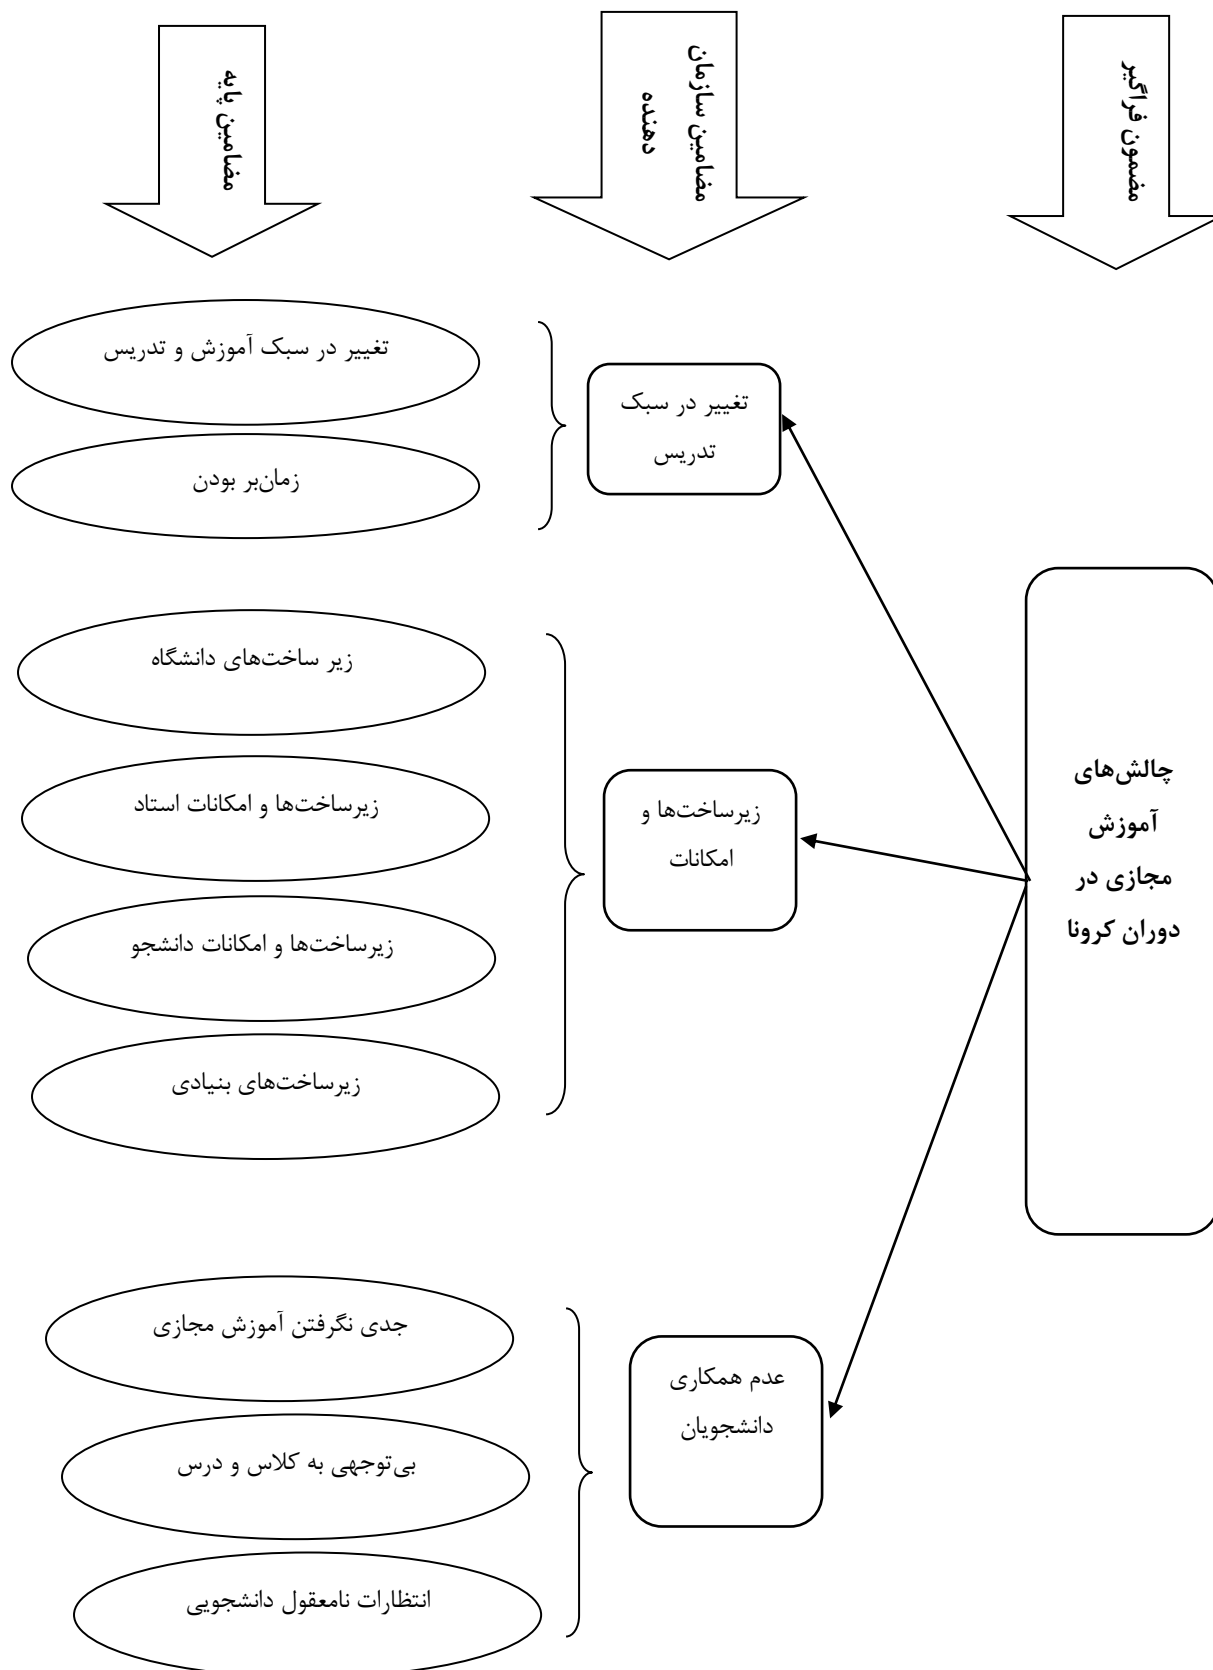 مضمون فراگیر
مضامین سازمان
دهنده
مضامین پایه
تغییر در سبک آموزش و تدریس
زمان‌بر بودن
تغییر در سبک
تدریس
زیر ساخت‌های دانشگاه
زیرساخت‌ها و امکانات استاد
زیرساخت‌ها و امکانات دانشجو
زیرساخت‌های بنیادی
زیرساخت‌ها و
امکانات
چالش‌های
آموزش
مجازی در
دوران کرونا
جدی نگرفتن آموزش مجازی
بی‌توجهی به کلاس و درس
انتظارات نامعقول دانشجویی
عدم همکاری
دانشجویان